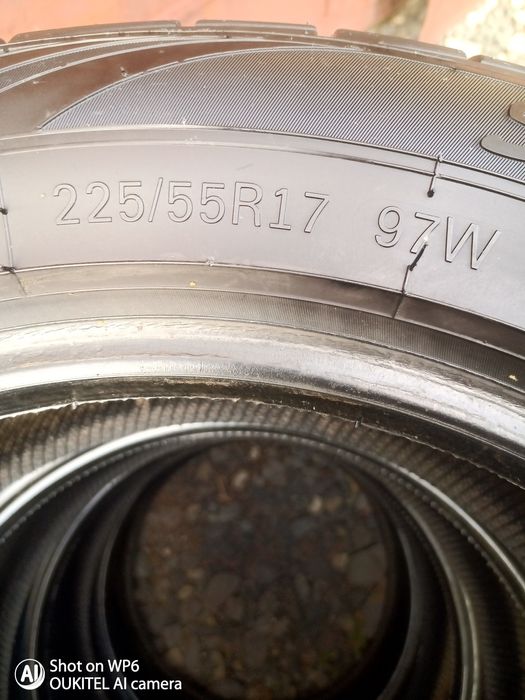 225/55R17 97W
Shot on WP6
OUKITEL AI camera